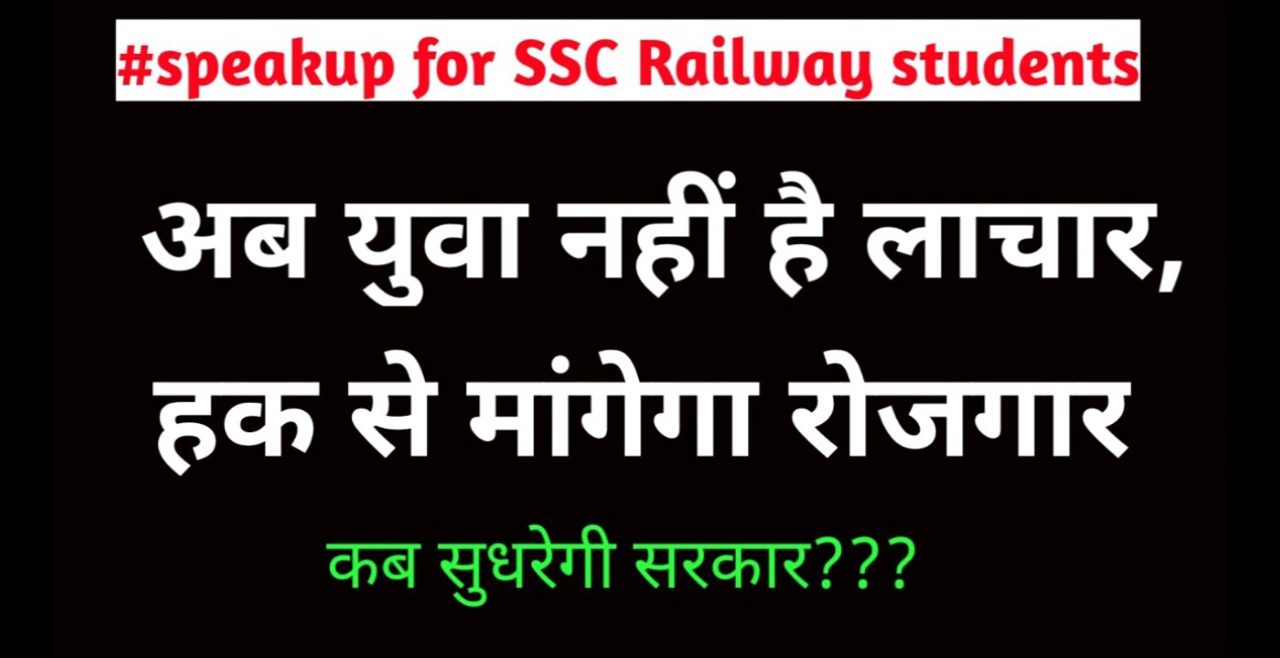 #speakup for SSC Railway students
अब युवा नहीं है लाचार,
हक से मांगेगा रोजगार
कब सुधरेगी सरकार???